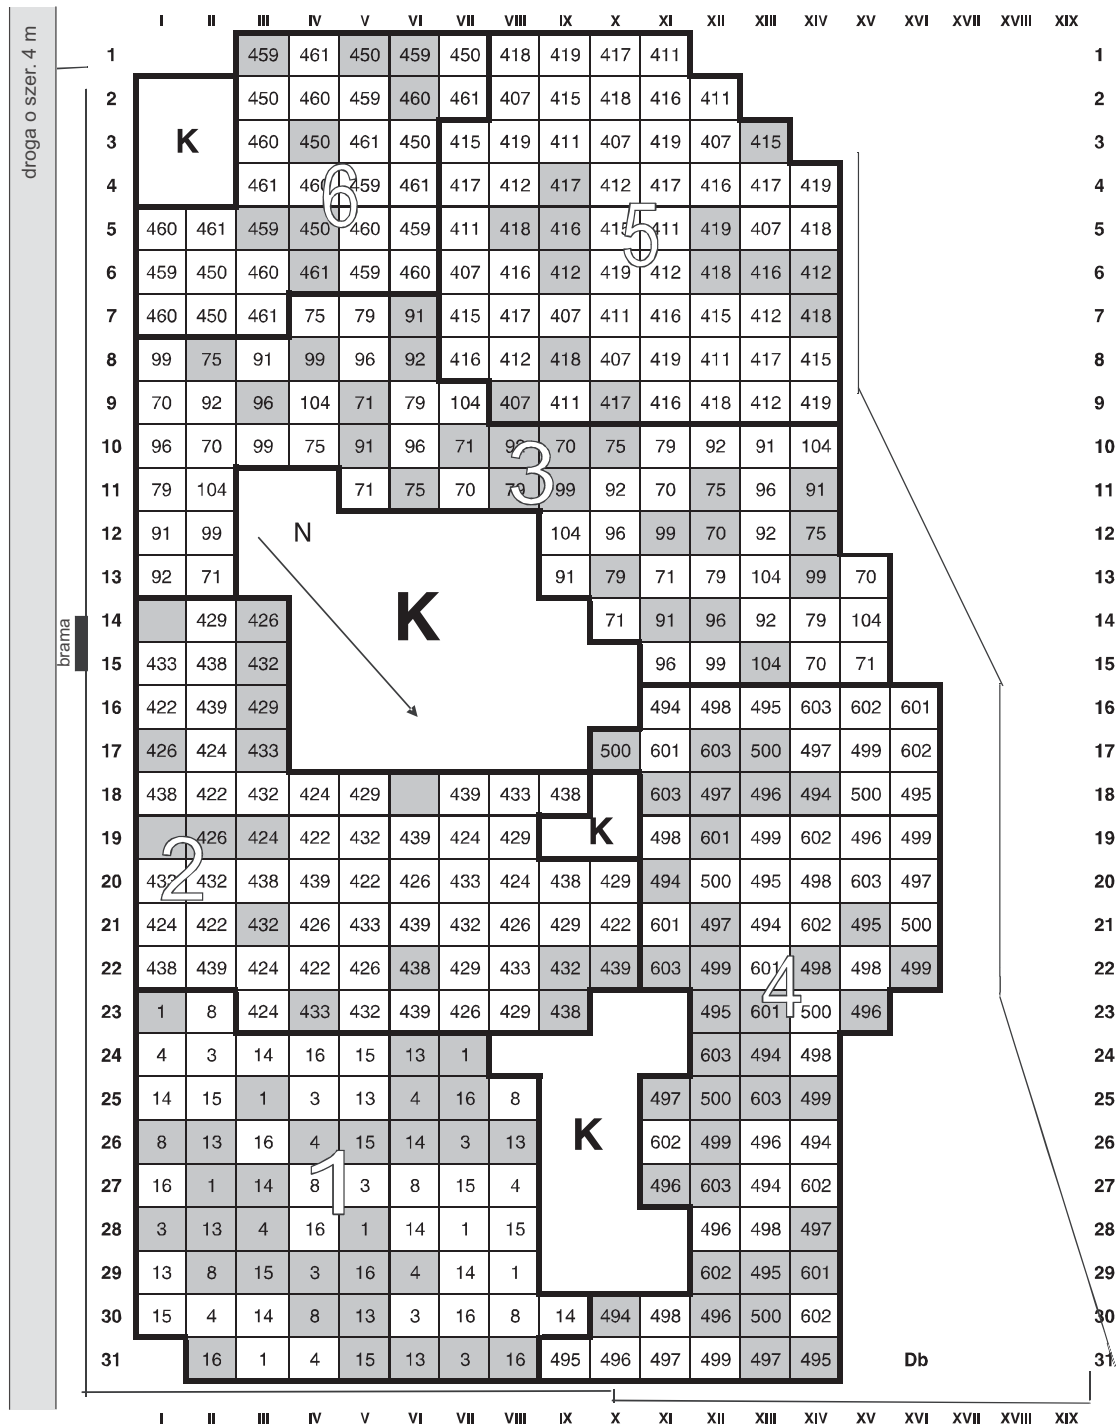 I II III IV V VI VII VIII IX X XI XII XIII XIV XV XVI XVII XVIII XIX
droga o szer. 4 m
1 459 461 450 459 450 418 419 417 411 1
2 450 460 459 460 461 407 415 418 416 411 2
K
3 460 450 461 450 415 419 411 407 419 407 415 3
4 461 460 459 461 417 412 417 412 417 416 417 419 4
6
5 460 461 459 450 460 459 411 418 416 415 411 419 407 418 5
5
6 459 450 460 461 459 460 407 416 412 419 412 418 416 412 6
7 460 450 461 75 79 91 415 417 407 411 416 415 412 418 7
8 99 75 91 99 96 92 416 412 418 407 419 411 417 415 8
9 70 92 96 104 71 79 104 407 411 417 416 418 412 419 9
10 96 70 99 75 91 96 71 70 75 79 92 91 104 10
3
11 79 104 71 75 70 79 99 92 70 75 96 91 11
12 91 99 N 104 96 99 70 92 75 12
13 92 71 91 79 71 79 104 99 70 13
K
14 429 426 71 91 96 92 79 104 14
brama
15 433 438 432 96 99 104 70 71 15
16 422 439 429 494 498 495 603 602 601 16
17 426 424 433 500 601 603 500 497 499 602 17
18 438 422 432 424 429 439 433 438 603 497 496 494 500 495 18
19 426 424 422 432 439 424 429 K 498 601 499 602 496 499 19
2
20 432 438 439 422 426 433 424 438 429 494 500 495 498 603 497 20
21 424 422 432 426 433 439 432 426 429 422 601 497 494 602 495 500 21
22 438 439 424 422 426 438 429 433 432 439 603 499 601 498 498 499 22
4
23 1 8 424 433 432 439 426 429 438 495 601 500 496 23
24 4 3 14 16 15 13 1 603 494 498 24
25 14 15 1 3 13 4 16 8 497 500 603 499 25
26 8 13 16 4 15 14 3 13 K 602 499 496 494 26
1
27 16 1 14 8 3 8 15 4 496 603 494 602 27
28 3 13 4 16 1 14 1 15 496 498 497 28
29 13 8 15 3 16 4 14 1 602 495 601 29
30 15 4 14 8 13 3 16 8 14 494 498 496 500 602 30
31 16 1 4 15 13 3 16 495 496 497 499 497 495 Db 31
I II III IV V VI VII VIII IX X XI XII XIII XIV XV XVI XVII XVIII XIX